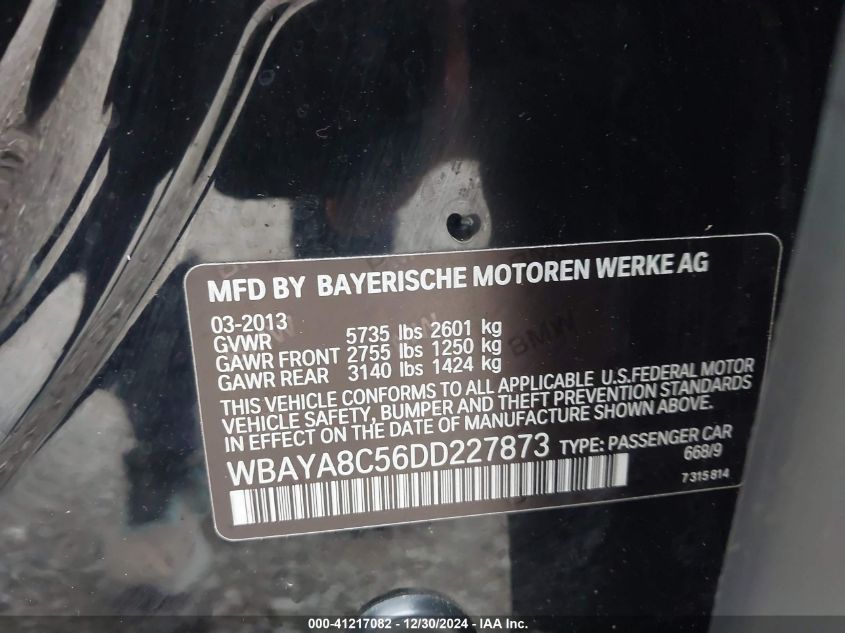 MFD BY BAYERISCHE MOTOREN WERKE AG
03-2013
GVWR 5735 lbs 2601 kg
GAWR FRONT 2755 lbs 1250 kg
GAWR REAR 3140 lbs 1424 kg
THIS VEHICLE CONFORMS TO ALL APPLICABLE U.S.FEDERAL MOTOR
VEHICLE SAFETY, BUMPER AND THEFT PREVENTION STANDARDS
IN EFFECT ON THE DATE OF MANUFACTURE SHOWN ABOVE.
WBAYA8C56DD227873 TYPE: PASSENGER CAR
668/9
7 315 814
BMW
000-41217082 - 12/30/2024 - IAA Inc.